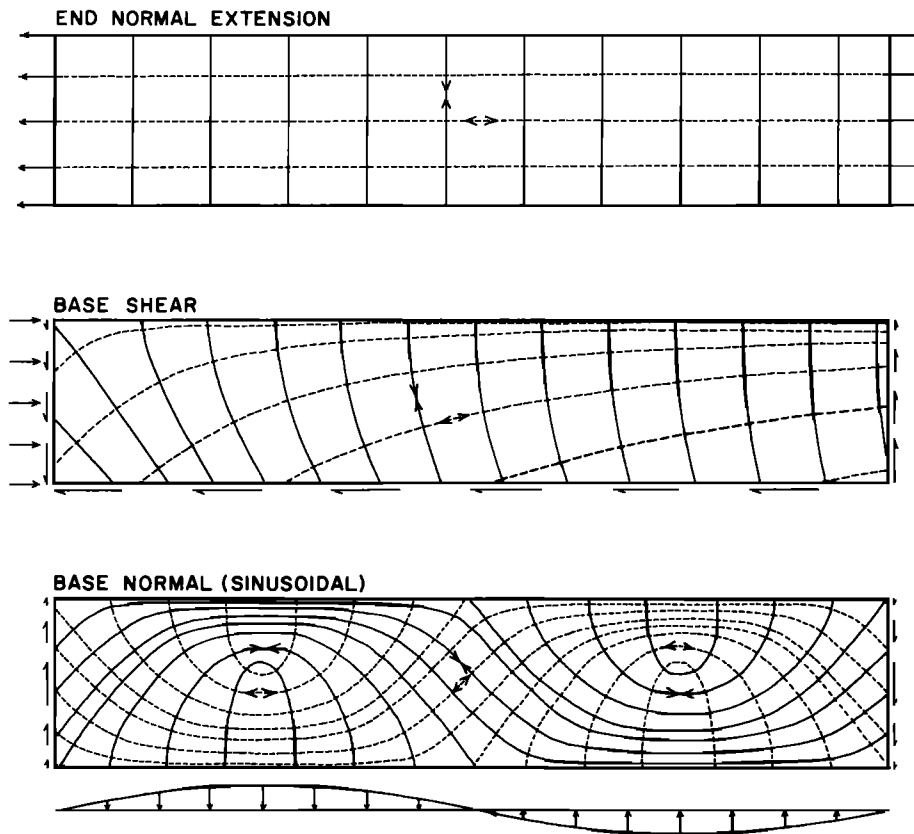 END NORMAL EXTENSION
BASE SHEAR
BASE NORMAL (SINUSOIDAL)